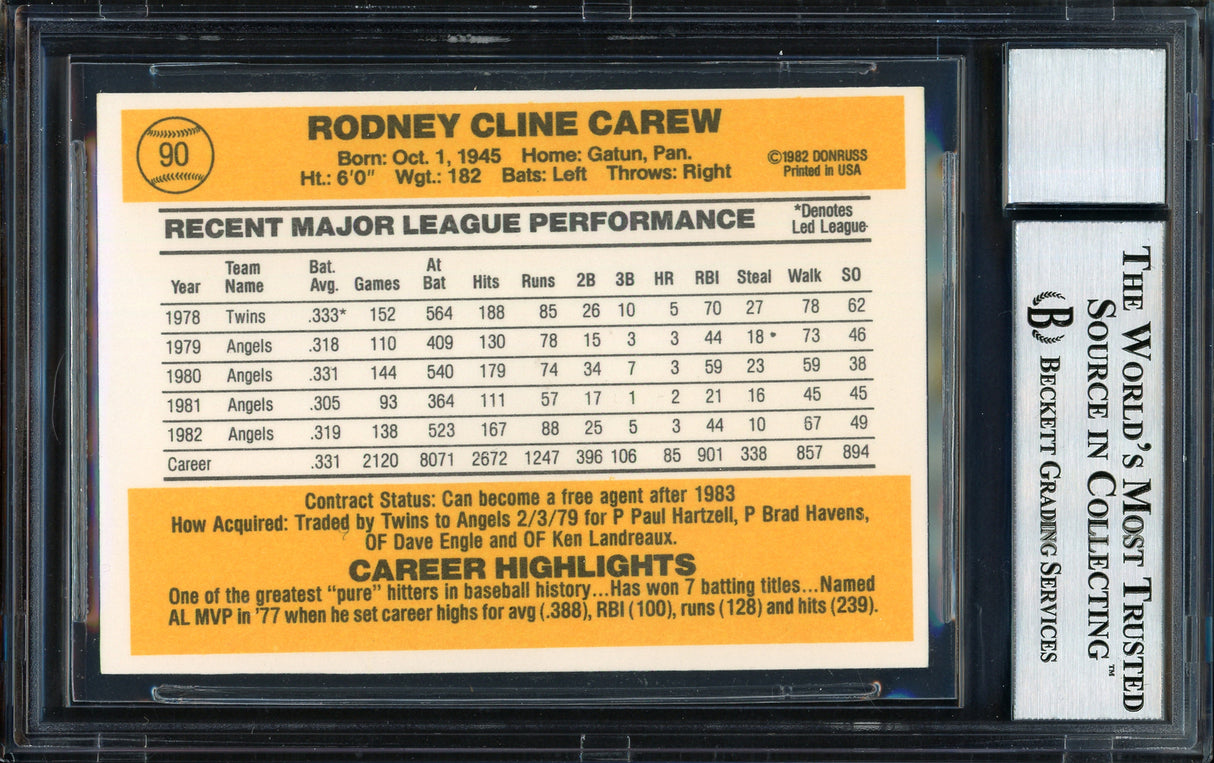 90
RODNEY CLINE CAREW
Born: Oct. 1, 1945 Home: Gatun, Pan.
Ht.: 6'0" Wgt.: 182 Bats: Left Throws: Right
©1982 DONRUSS
Printed in USA
RECENT MAJOR LEAGUE PERFORMANCE
*Denotes
Led League
Year Team Name Bat. Avg. Games At Bat Hits Runs 2B 3B HR RBI Steal Walk SO
1978 Twins .333* 152 564 188 85 26 10 5 70 27 78 62
1979 Angels .318 110 409 130 78 15 3 3 44 18 73 46
1980 Angels .331 144 540 179 74 34 7 3 59 23 59 38
1981 Angels .305 93 364 111 57 17 1 2 21 16 45 45
1982 Angels .319 138 523 167 88 25 5 3 44 10 67 49
Career .331 2120 8071 2672 1247 396 106 85 901 338 857 894
Contract Status: Can become a free agent after 1983
How Acquired: Traded by Twins to Angels 2/3/79 for P Paul Hartzell, P Brad Havens,
OF Dave Engle and OF Ken Landreaux.
CAREER HIGHLIGHTS
One of the greatest "pure" hitters in baseball history...Has won 7 batting titles...Named
AL MVP in '77 when he set career highs for avg (.388), RBI (100), runs (128) and hits (239).
THE WORLD'S MOST TRUSTED
SOURCE IN COLLECTING™
B BECKETT GRADING SERVICES